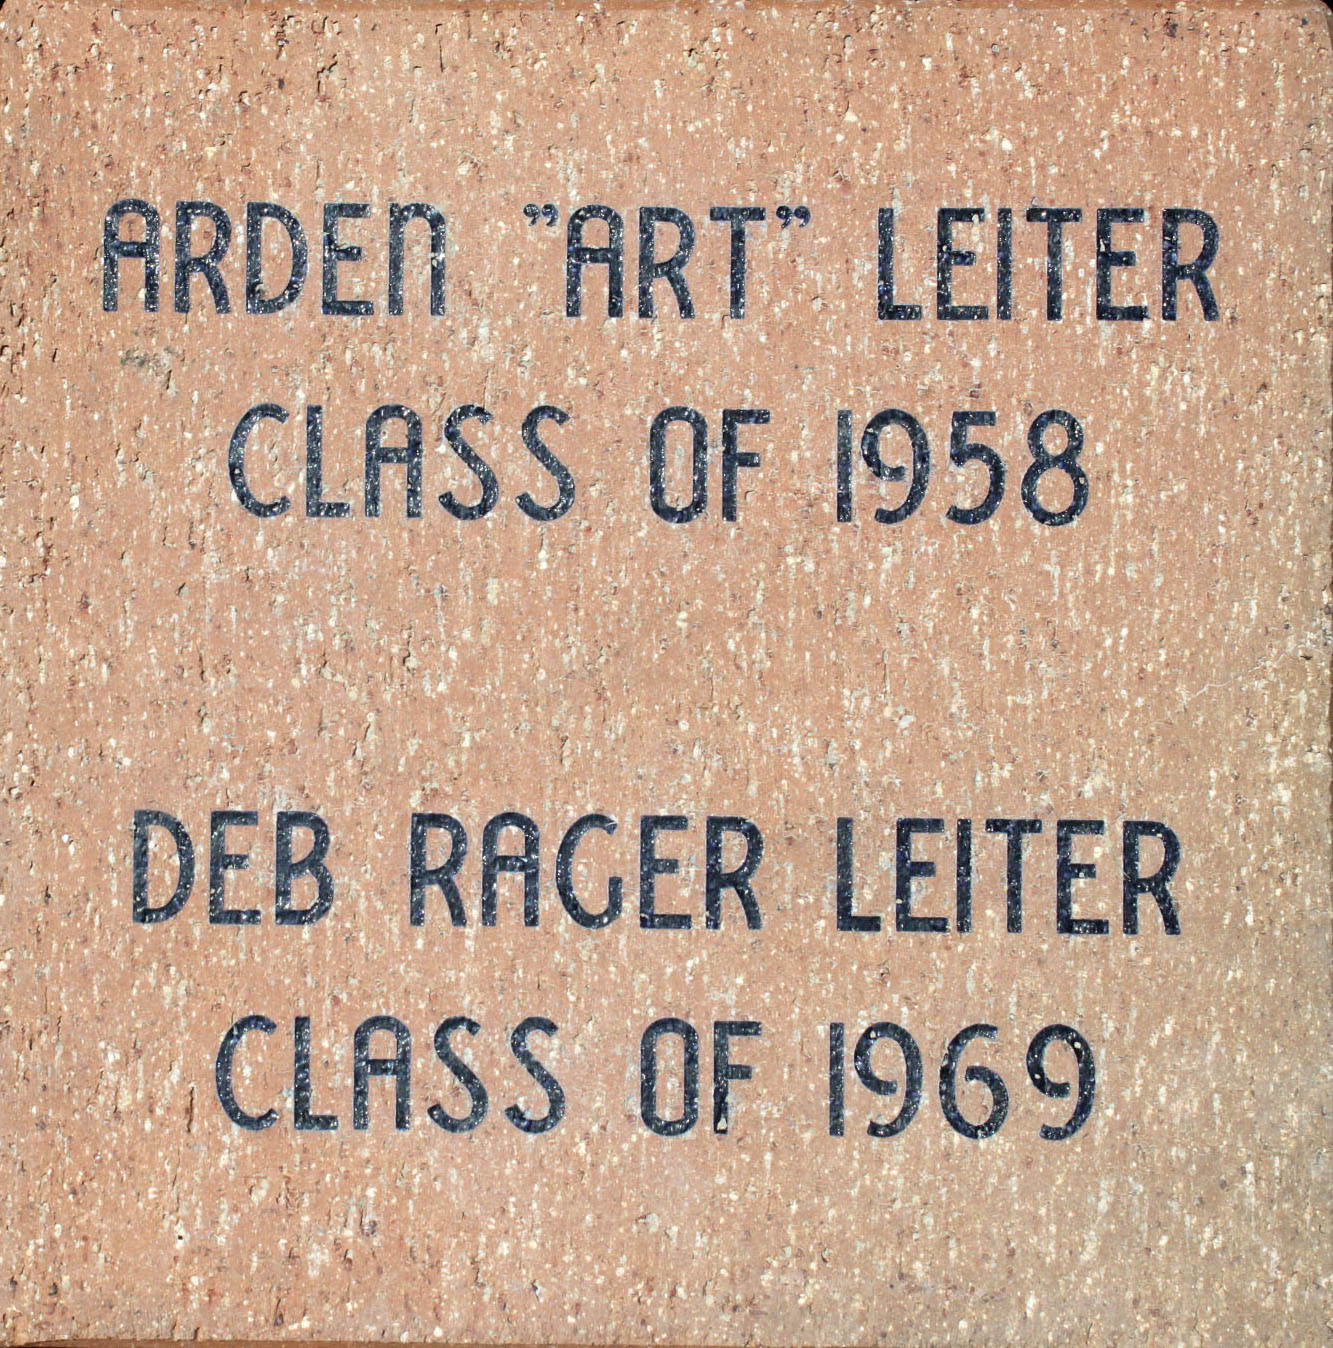 ARDEN ”ART” LEITER
CLASS OF 1958
DEB RAGER LEITER
CLASS OF 1969